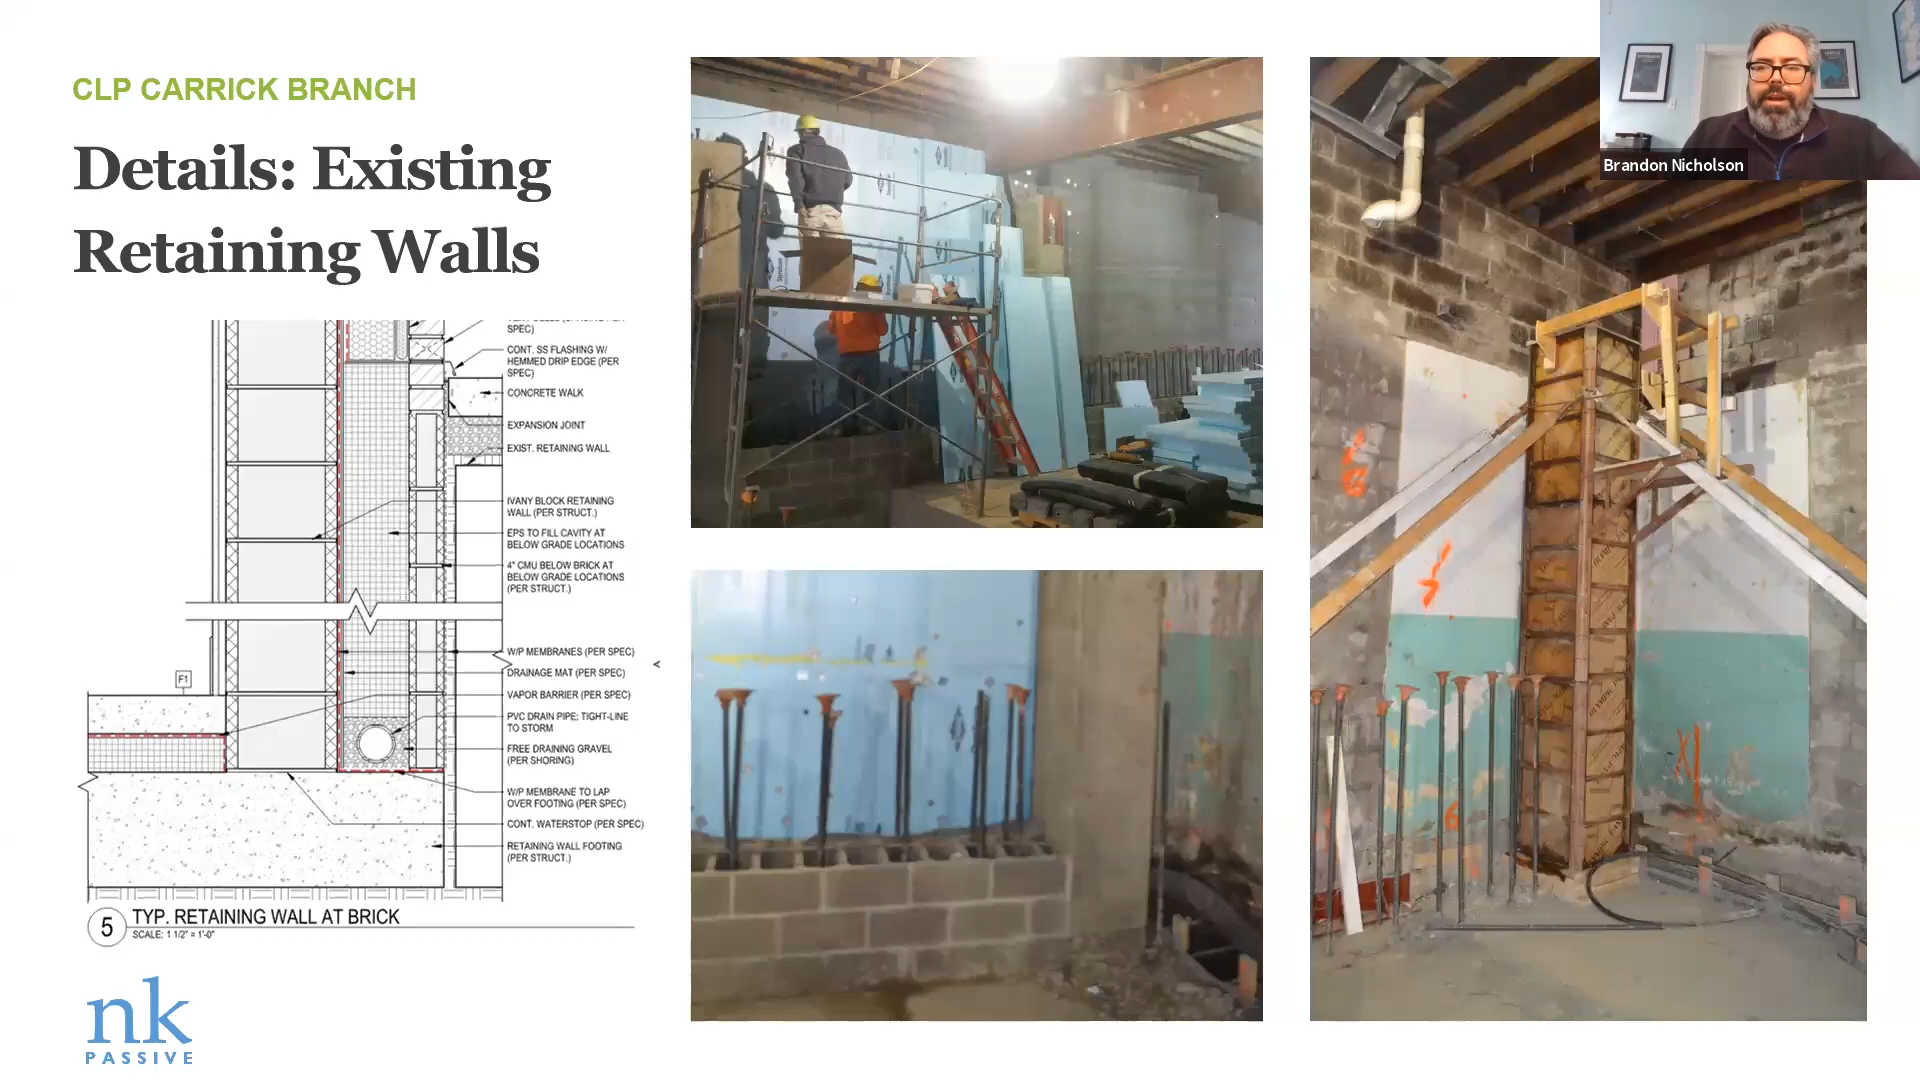 CLP CARRICK BRANCH
Details: Existing
Retaining Walls
SPEC)
CONT. SS FLASHING W/
HEMMED DRIP EDGE (PER
SPEC)
CONCRETE WALK
EXPANSION JOINT
EXIST. RETAINING WALL
IVANY BLOCK RETAINING
WALL (PER STRUCT.)
EPS TO FILL CAVITY AT
BELOW GRADE LOCATIONS
4" CMU BELOW BRICK AT
BELOW GRADE LOCATIONS
(PER STRUCT.)
W/P MEMBRANES (PER SPEC)
DRAINAGE MAT (PER SPEC)
F1
VAPOR BARRIER (PER SPEC)
PVC DRAIN PIPE; TIGHT-LINE
TO STORM
FREE DRAINING GRAVEL
(PER SHORING)
W/P MEMBRANE TO LAP
OVER FOOTING (PER SPEC)
CONT. WATERSTOP (PER SPEC)
RETAINING WALL FOOTING
(PER STRUCT.)
5
TYP. RETAINING WALL AT BRICK
SCALE: 1 1/2" = 1'-0"
nk
PASSIVE
Brandon Nicholson